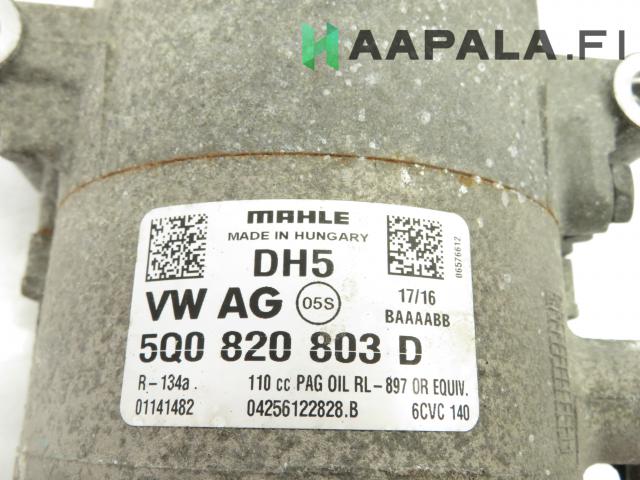 HAAPALA.FI
MAHLE
MADE IN HUNGARY
DH5
VW AG 05S
17/16
BAAAABB
06576612
5Q0 820 803 D
R-134a. 110 cc PAG OIL RL-897 OR EQUIV.
01141482 04256122828.B 6CVC 140